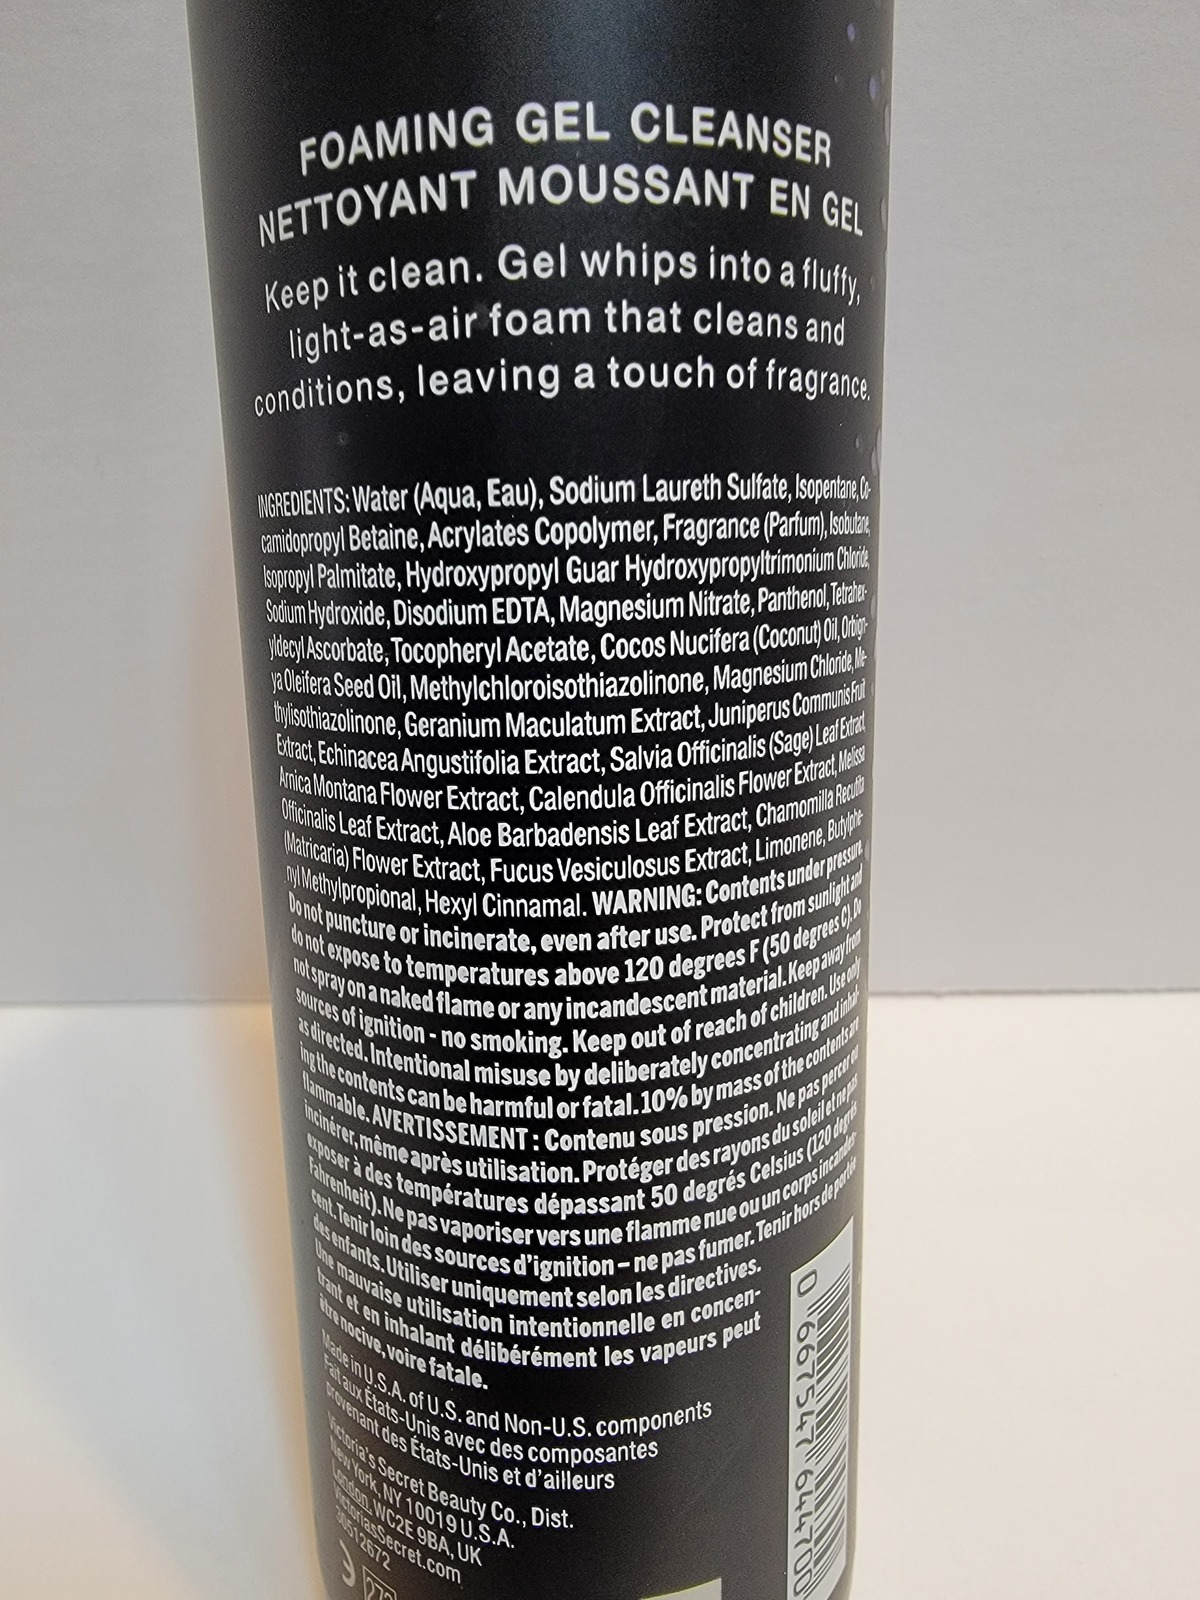 FOAMING GEL CLEANSER
NETTOYANT MOUSSANT EN GEL
Keep it clean. Gel whips into a fluffy,
light-as-air foam that cleans and
conditions, leaving a touch of fragrance.
INGREDIENTS: Water (Aqua, Eau), Sodium Laureth Sulfate, Isopentane, Co-
camidopropyl Betaine, Acrylates Copolymer, Fragrance (Parfum), Isobutane,
Isopropyl Palmitate, Hydroxypropyl Guar Hydroxypropyltrimonium Chloride,
Sodium Hydroxide, Disodium EDTA, Magnesium Nitrate, Panthenol, Tetrahex-
yldecyl Ascorbate, Tocopheryl Acetate, Cocos Nucifera (Coconut) Oil, Orbign-
ya Oleifera Seed Oil, Methylchloroisothiazolinone, Magnesium Chloride, Me-
thylisothiazolinone, Geranium Maculatum Extract, Juniperus Communis Fruit
Extract, Echinacea Angustifolia Extract, Salvia Officinalis (Sage) Leaf Extract,
Arnica Montana Flower Extract, Calendula Officinalis Flower Extract, Melissa
Officinalis Leaf Extract, Aloe Barbadensis Leaf Extract, Chamomilla Recutita
(Matricaria) Flower Extract, Fucus Vesiculosus Extract, Limonene, Butylphe-
nyl Methylpropional, Hexyl Cinnamal. WARNING: Contents under pressure.
Do not puncture or incinerate, even after use. Protect from sunlight and
do not expose to temperatures above 120 degrees F (50 degrees C). Do
not spray on a naked flame or any incandescent material. Keep away from
sources of ignition - no smoking. Keep out of reach of children. Use only
as directed. Intentional misuse by deliberately concentrating and inhal-
ing the contents can be harmful or fatal. 10% by mass of the contents are
flammable. AVERTISSEMENT : Contenu sous pression. Ne pas percer ou
incinérer, même après utilisation. Protéger des rayons du soleil et ne pas
exposer à des températures dépassant 50 degrés Celsius (120 degrés
Fahrenheit). Ne pas vaporiser vers une flamme nue ou un corps incandes-
cent. Tenir loin des sources d'ignition – ne pas fumer. Tenir hors de portée
des enfants. Utiliser uniquement selon les directives.
Une mauvaise utilisation intentionnelle en concen-
trant et en inhalant délibérément les vapeurs peut
être nocive, voire fatale.
Made in U.S.A. of U.S. and Non-U.S. components
Fait aux États-Unis avec des composantes
provenant des États-Unis et d'ailleurs
Victoria's Secret Beauty Co., Dist.
New York, NY 10019 U.S.A.
London, WC2E 9BA, UK
VictoriasSecret.com
30512672
272
0 667547 644700